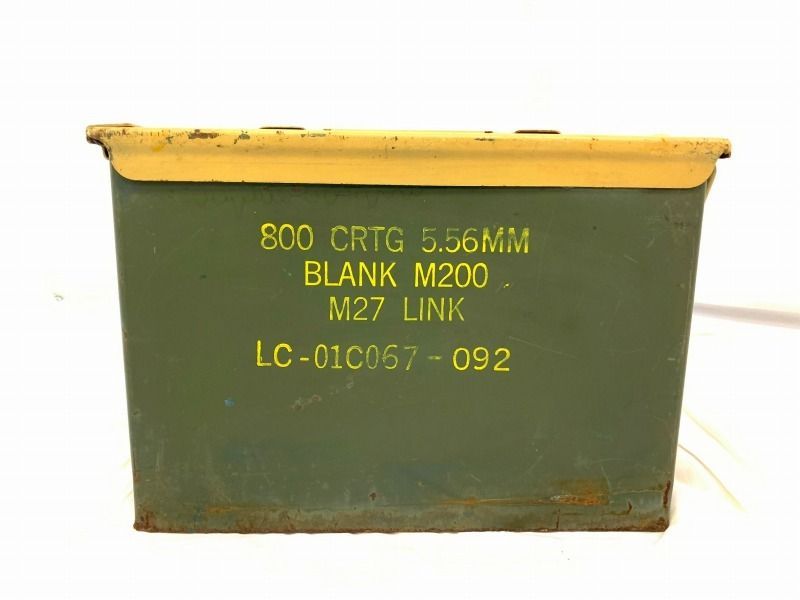 800 CRTG 5.56MM
BLANK M200
M27 LINK
LC-01C067-092